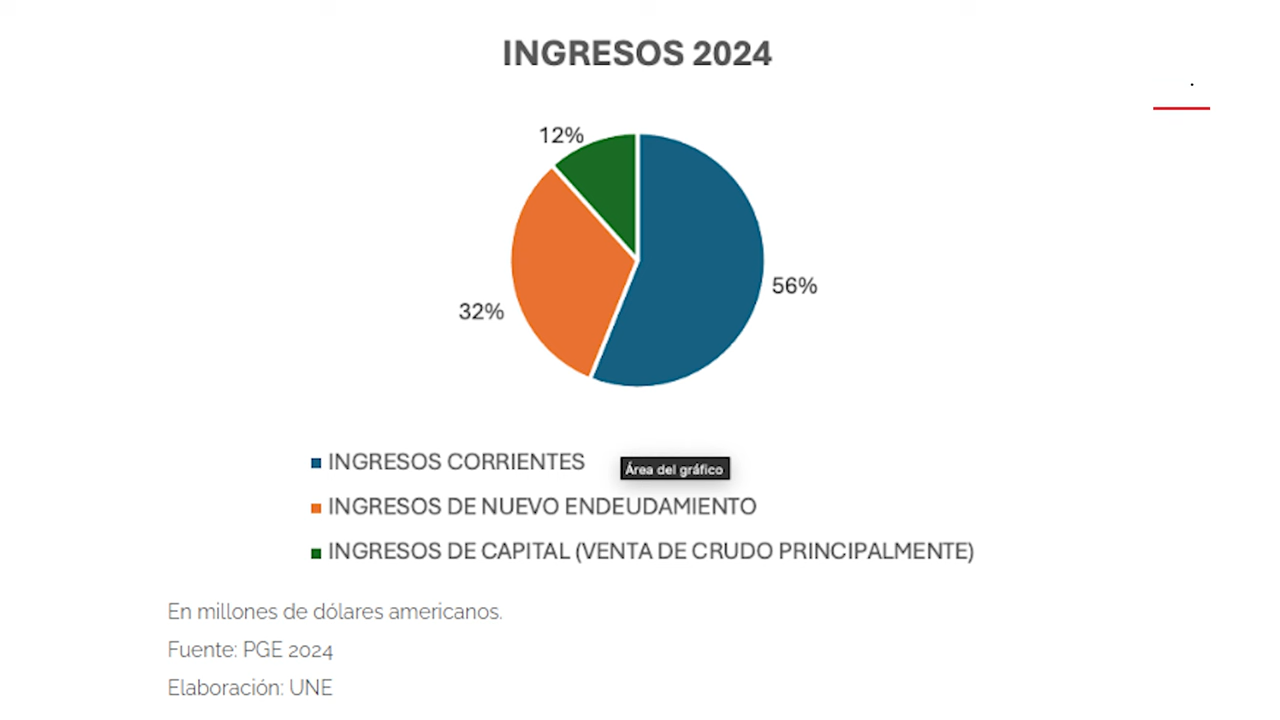 INGRESOS 2024
12%
56%
32%
INGRESOS CORRIENTES
Área del gráfico
INGRESOS DE NUEVO ENDEUDAMIENTO
INGRESOS DE CAPITAL (VENTA DE CRUDO PRINCIPALMENTE)
En millones de dólares americanos.
Fuente: PGE 2024
Elaboración: UNE